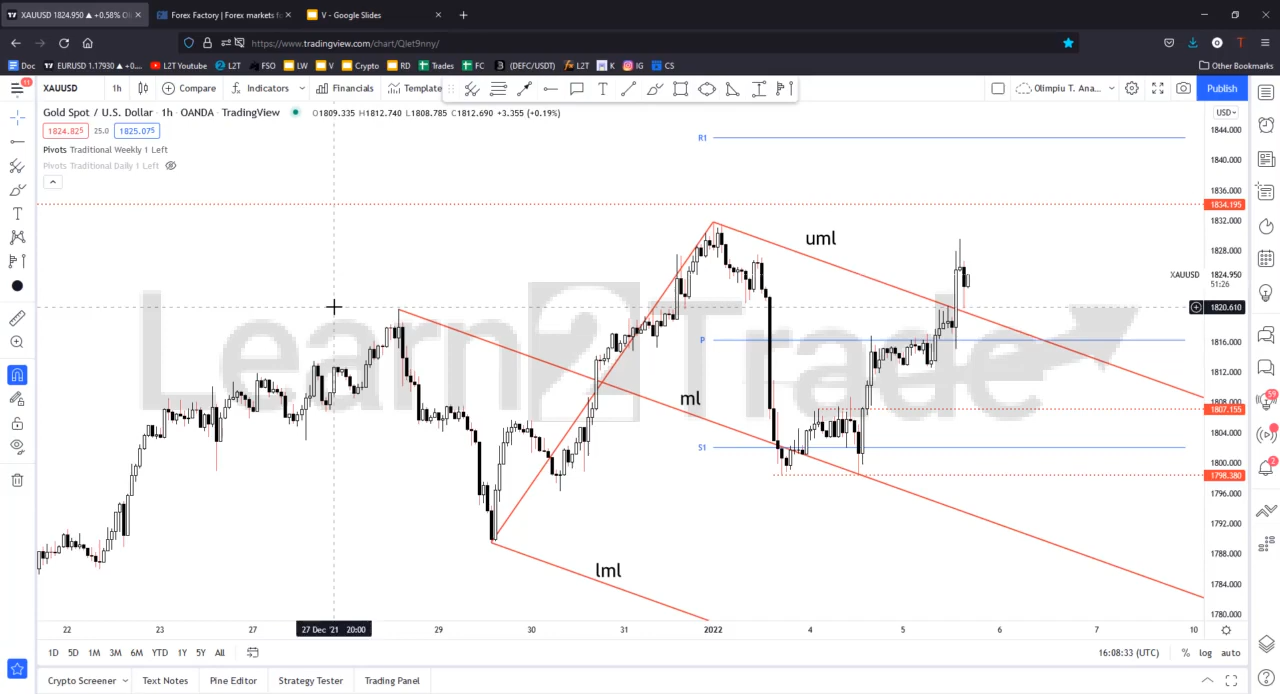 XAUUSD 1824.950 ▲ +0.58%
Forex Factory | Forex markets fo
V - Google Slides
https://www.tradingview.com/chart/Qlet9nny/
Doc
EURUSD 1.17930 ▲ +0....
L2T Youtube
L2T
FSO
LW
V
Crypto
RD
Trades
FC
(DEFC/USDT)
L2T
K
IG
CS
Other Bookmarks
11
XAUUSD
1h
Compare
Indicators
Financials
Template
Olimpiu T. Ana...
Publish
Gold Spot / U.S. Dollar · 1h · OANDA · TradingView
O1809.335 H1812.740 L1808.785 C1812.690 +3.355 (+0.19%)
USD
1824.825
25.0
1825.075
Pivots Traditional Weekly 1 Left
Pivots Traditional Daily 1 Left
R1
uml
ml
lml
P
S1
Learn2Trade
XAUUSD
1844.000
1840.000
1836.000
1834.195
1832.000
1828.000
1824.950
51:26
1820.610
1816.000
1812.000
1808.000
1807.155
1804.000
1800.000
1798.380
1796.000
1792.000
1788.000
1784.000
1780.000
59
2
22
23
27
27 Dec '21 20:00
29
30
31
2022
4
5
6
7
10
1D
5D
1M
3M
6M
YTD
1Y
5Y
All
16:08:33 (UTC)
%
log
auto
Crypto Screener
Text Notes
Pine Editor
Strategy Tester
Trading Panel